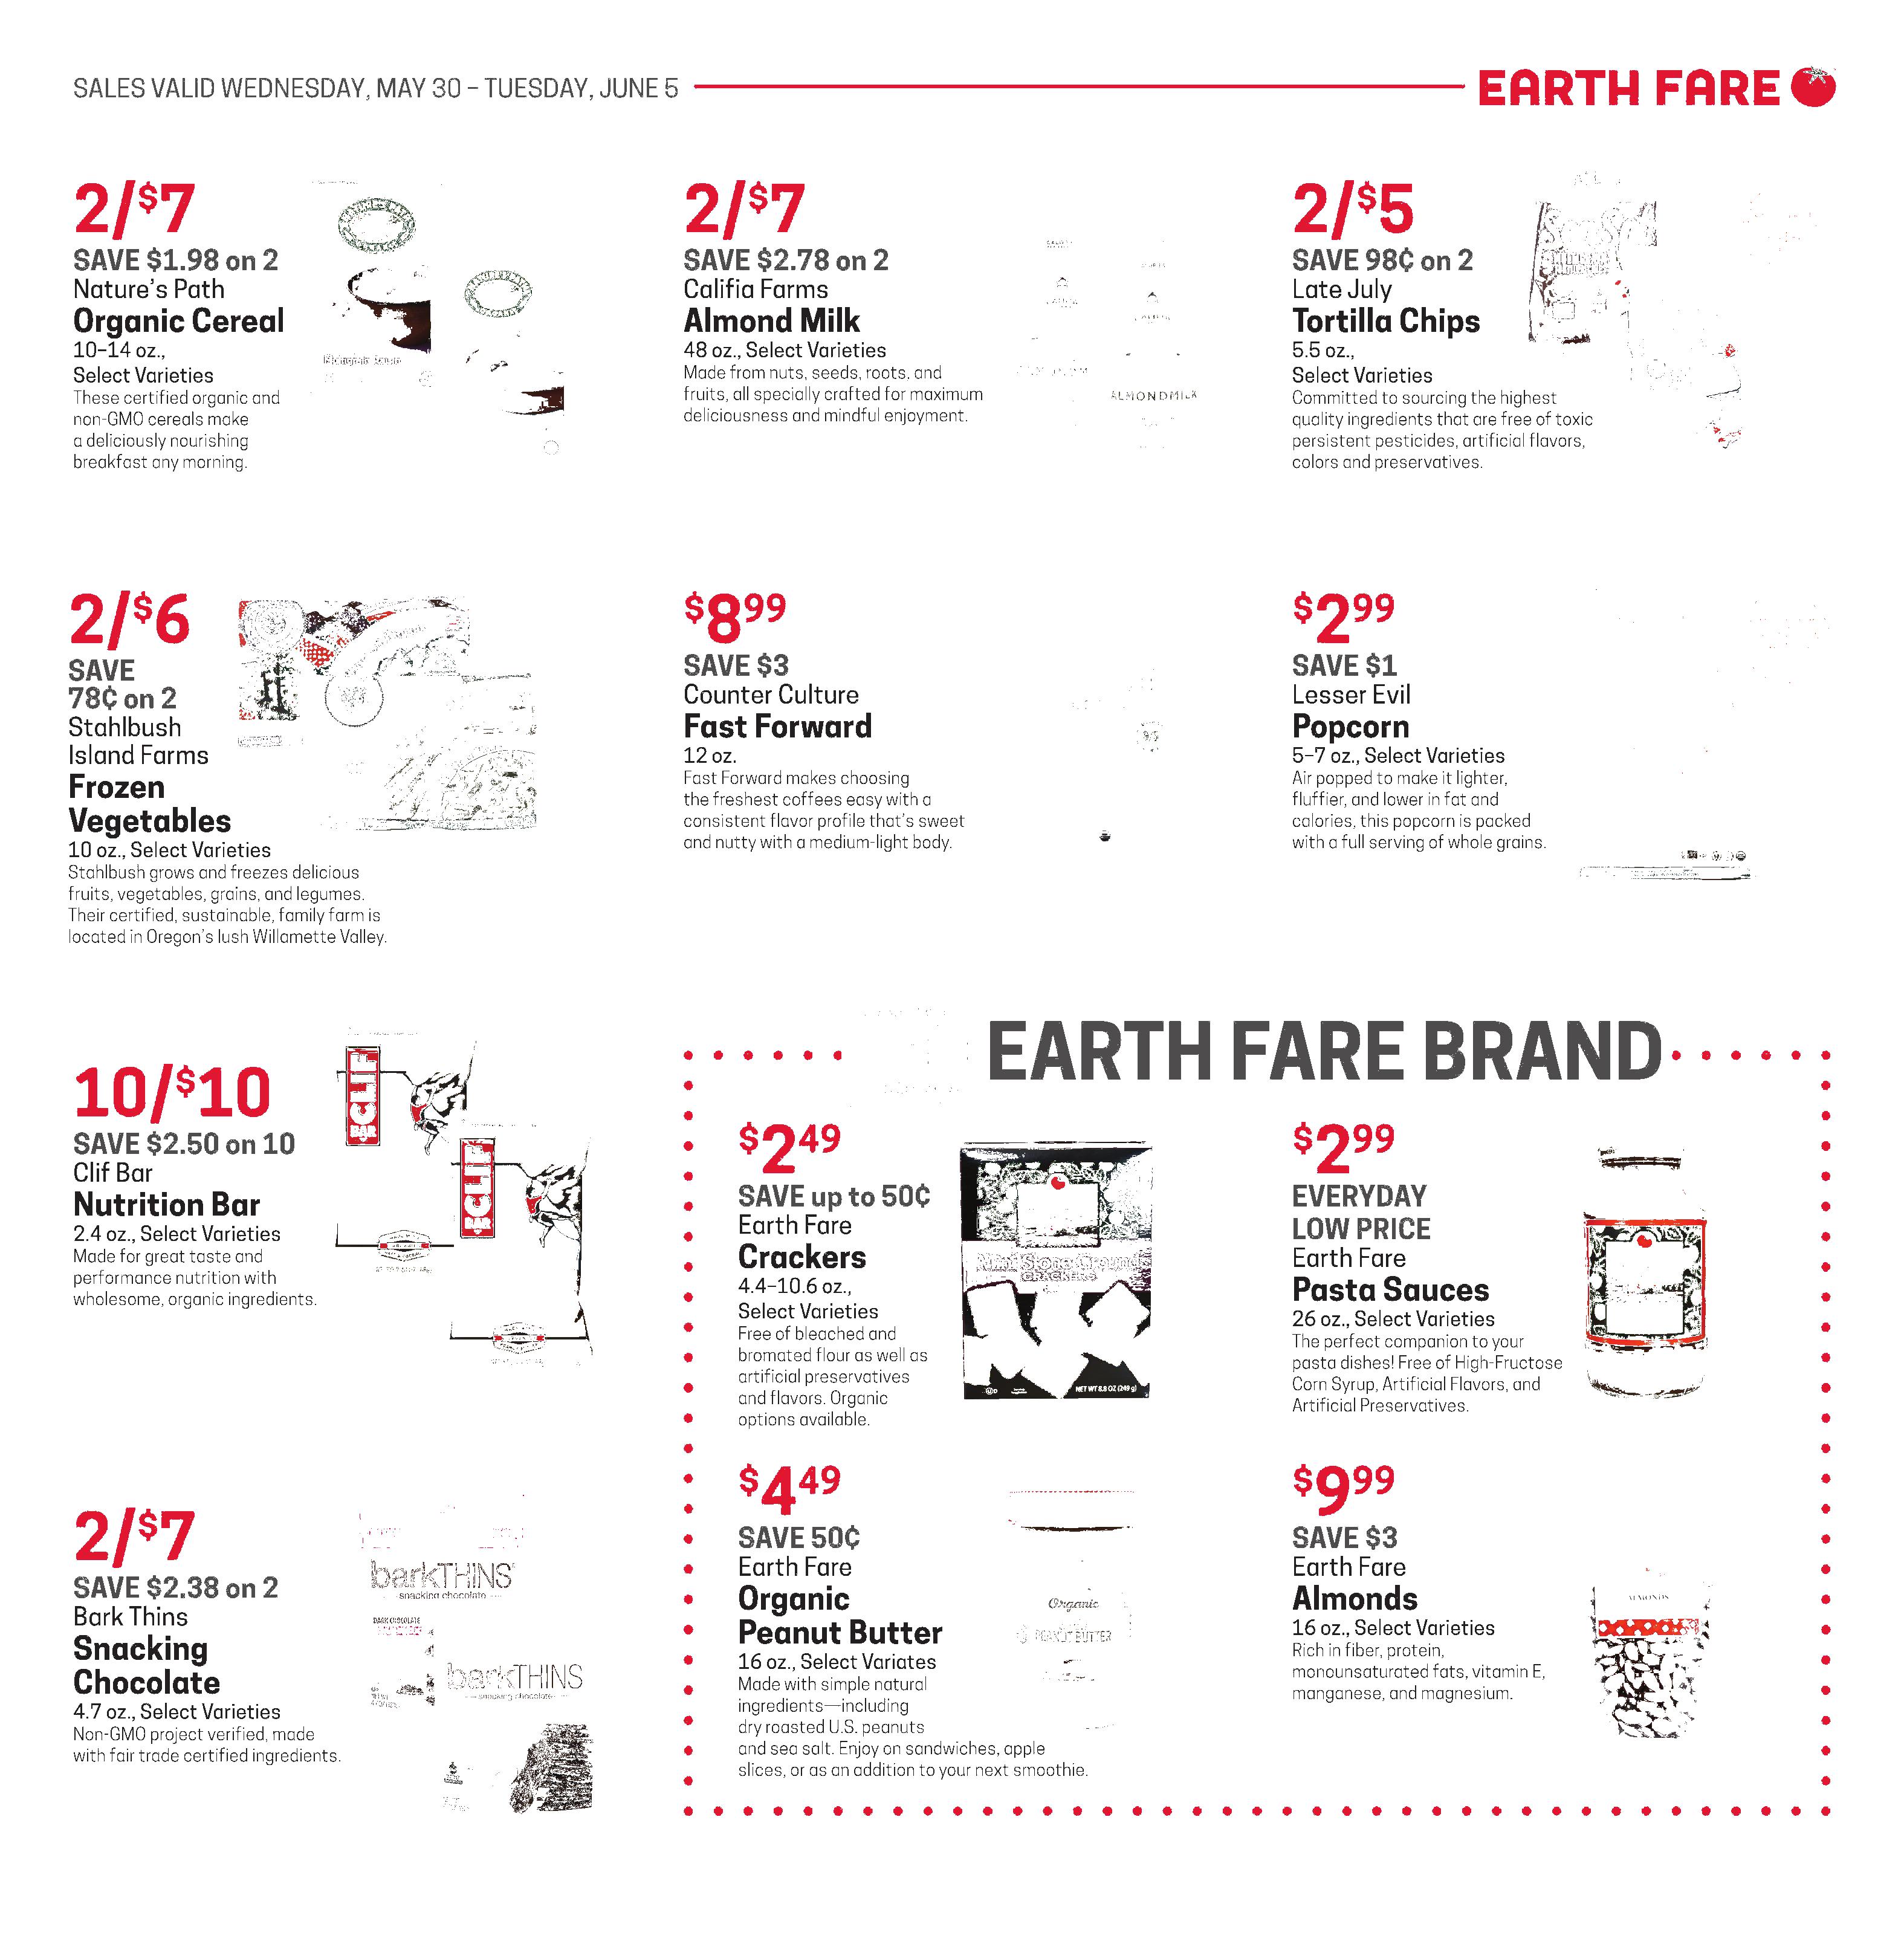 SALES VALID WEDNESDAY, MAY 30 – TUESDAY, JUNE 5
EARTH FARE
2/$7
SAVE $1.98 on 2
Nature's Path
Organic Cereal
10–14 oz.,
Select Varieties
These certified organic and
non-GMO cereals make
a deliciously nourishing
breakfast any morning.
2/$7
SAVE $2.78 on 2
Califia Farms
Almond Milk
48 oz., Select Varieties
Made from nuts, seeds, roots, and
fruits, all specially crafted for maximum
deliciousness and mindful enjoyment.
ALMONDMILK
2/$5
SAVE 98¢ on 2
Late July
Tortilla Chips
5.5 oz.,
Select Varieties
Committed to sourcing the highest
quality ingredients that are free of toxic
persistent pesticides, artificial flavors,
colors and preservatives.
2/$6
SAVE
78¢ on 2
Stahlbush
Island Farms
Frozen
Vegetables
10 oz., Select Varieties
Stahlbush grows and freezes delicious
fruits, vegetables, grains, and legumes.
Their certified, sustainable, family farm is
located in Oregon's lush Willamette Valley.
$8 99
SAVE $3
Counter Culture
Fast Forward
12 oz.
Fast Forward makes choosing
the freshest coffees easy with a
consistent flavor profile that's sweet
and nutty with a medium-light body.
$2 99
SAVE $1
Lesser Evil
Popcorn
5–7 oz., Select Varieties
Air popped to make it lighter,
fluffier, and lower in fat and
calories, this popcorn is packed
with a full serving of whole grains.
10/$10
SAVE $2.50 on 10
Clif Bar
Nutrition Bar
2.4 oz., Select Varieties
Made for great taste and
performance nutrition with
wholesome, organic ingredients.
CLIF
BAR
CLIF
2/$7
SAVE $2.38 on 2
Bark Thins
Snacking
Chocolate
4.7 oz., Select Varieties
Non-GMO project verified, made
with fair trade certified ingredients.
barkTHINS
snacking chocolate
DARK CHOCOLATE
barkTHINS
snacking chocolate
EARTH FARE BRAND
$2 49
SAVE up to 50¢
Earth Fare
Crackers
4.4–10.6 oz.,
Select Varieties
Free of bleached and
bromated flour as well as
artificial preservatives
and flavors. Organic
options available.
Mini Stone Ground
CRACKERS
NET WT 8.8 OZ (249 g)
$2 99
EVERYDAY
LOW PRICE
Earth Fare
Pasta Sauces
26 oz., Select Varieties
The perfect companion to your
pasta dishes! Free of High-Fructose
Corn Syrup, Artificial Flavors, and
Artificial Preservatives.
$4 49
SAVE 50¢
Earth Fare
Organic
Peanut Butter
16 oz., Select Variates
Made with simple natural
ingredients—including
dry roasted U.S. peanuts
and sea salt. Enjoy on sandwiches, apple
slices, or as an addition to your next smoothie.
Organic
PEANUT BUTTER
$9 99
SAVE $3
Earth Fare
Almonds
16 oz., Select Varieties
Rich in fiber, protein,
monounsaturated fats, vitamin E,
manganese, and magnesium.
ALMONDS